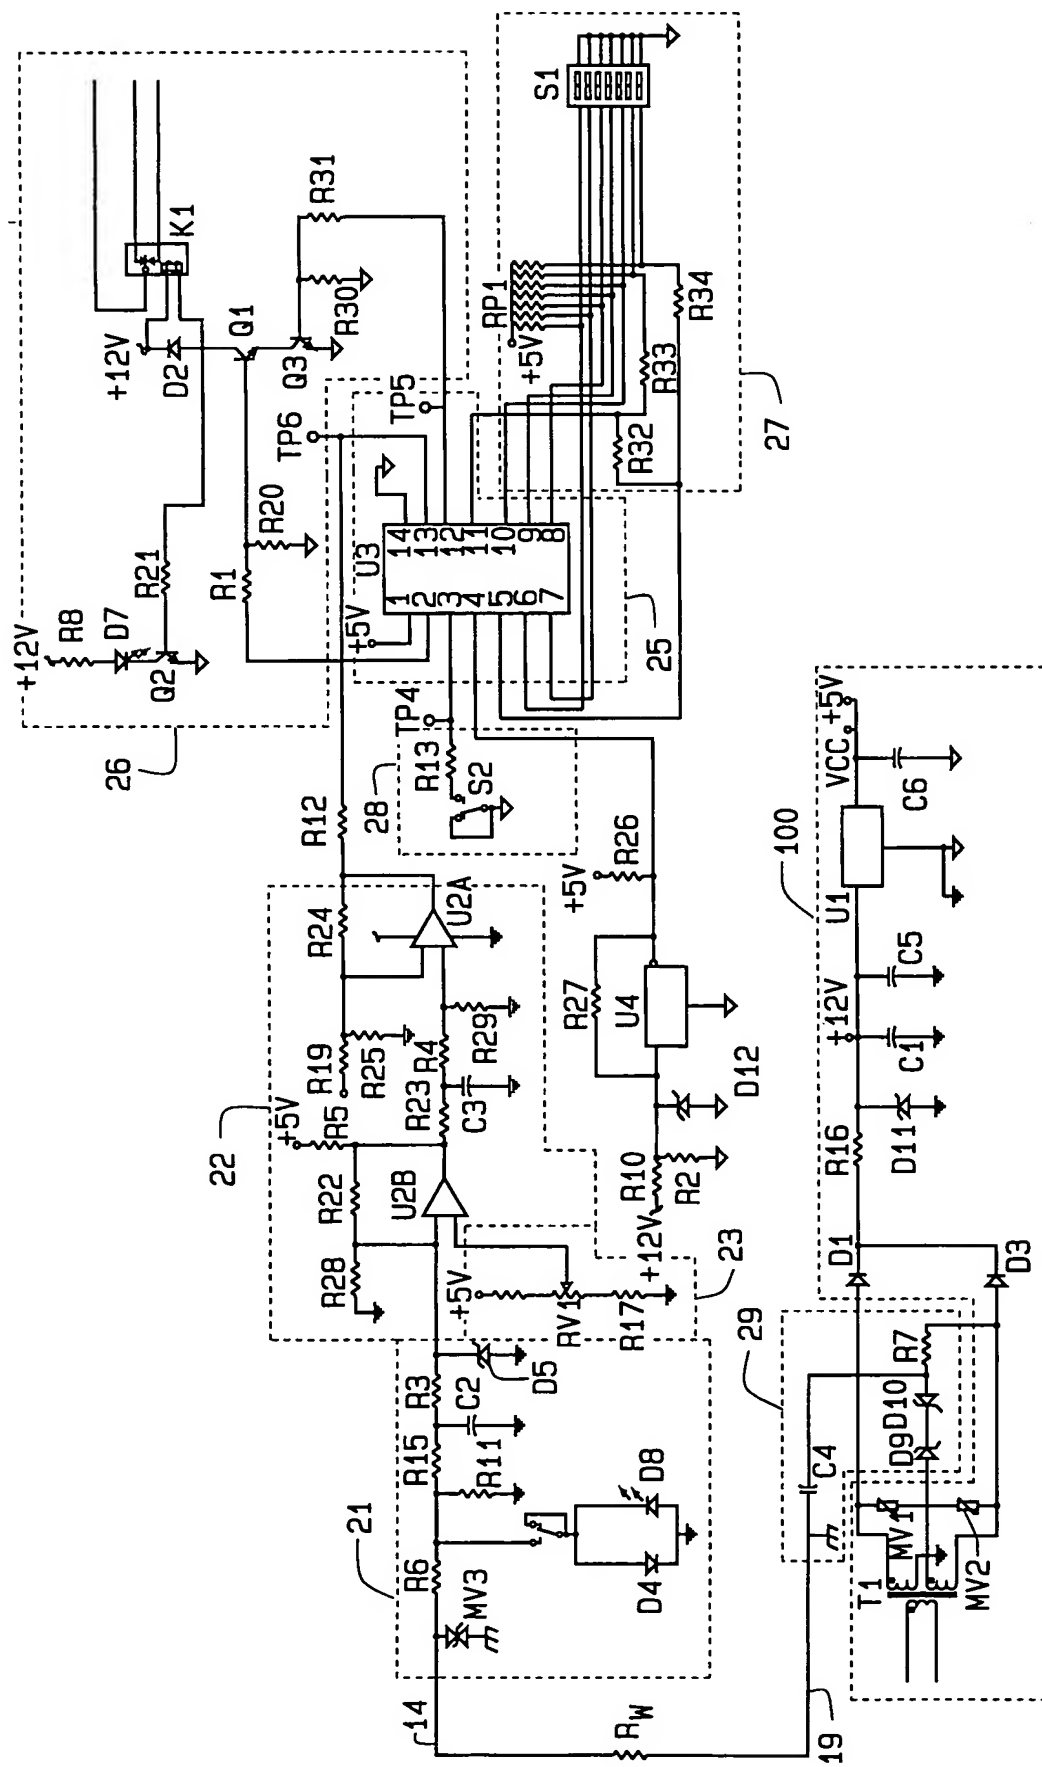 +12V
R8
D7
Q2
R21
+12V
D2
K1
Q1
R1
R20
Q3
R30
R31
26
TP6
TP5
U3
+5V
1
2
3
4
5
6
7
14
13
12
11
10
9
8
25
S1
RP1
+5V
R32
R33
R34
27
TP4
R13
S2
28
R12
22
R24
U2A
R19
R25
R4
R29
+5V
R5
R23
C3
R22
R28
U2B
+5V
RV1
R17
23
+5V
R26
R27
U4
D12
R10
R2
+12V
21
R3
C2
D5
R15
R11
R6
MV3
D8
D4
14
RW
19
29
R7
D10
D9
C4
T1
MV1
MV2
D1
D3
R16
D11
+12V
C1
C5
U1
100
VCC
+5V
C6